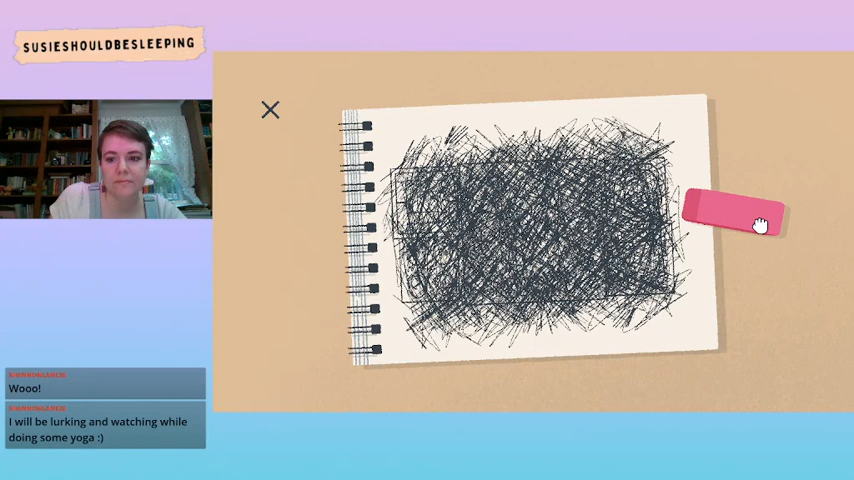 SUSIESHOULDBESLEEPING
Wooo!
I will be lurking and watching while
doing some yoga :)